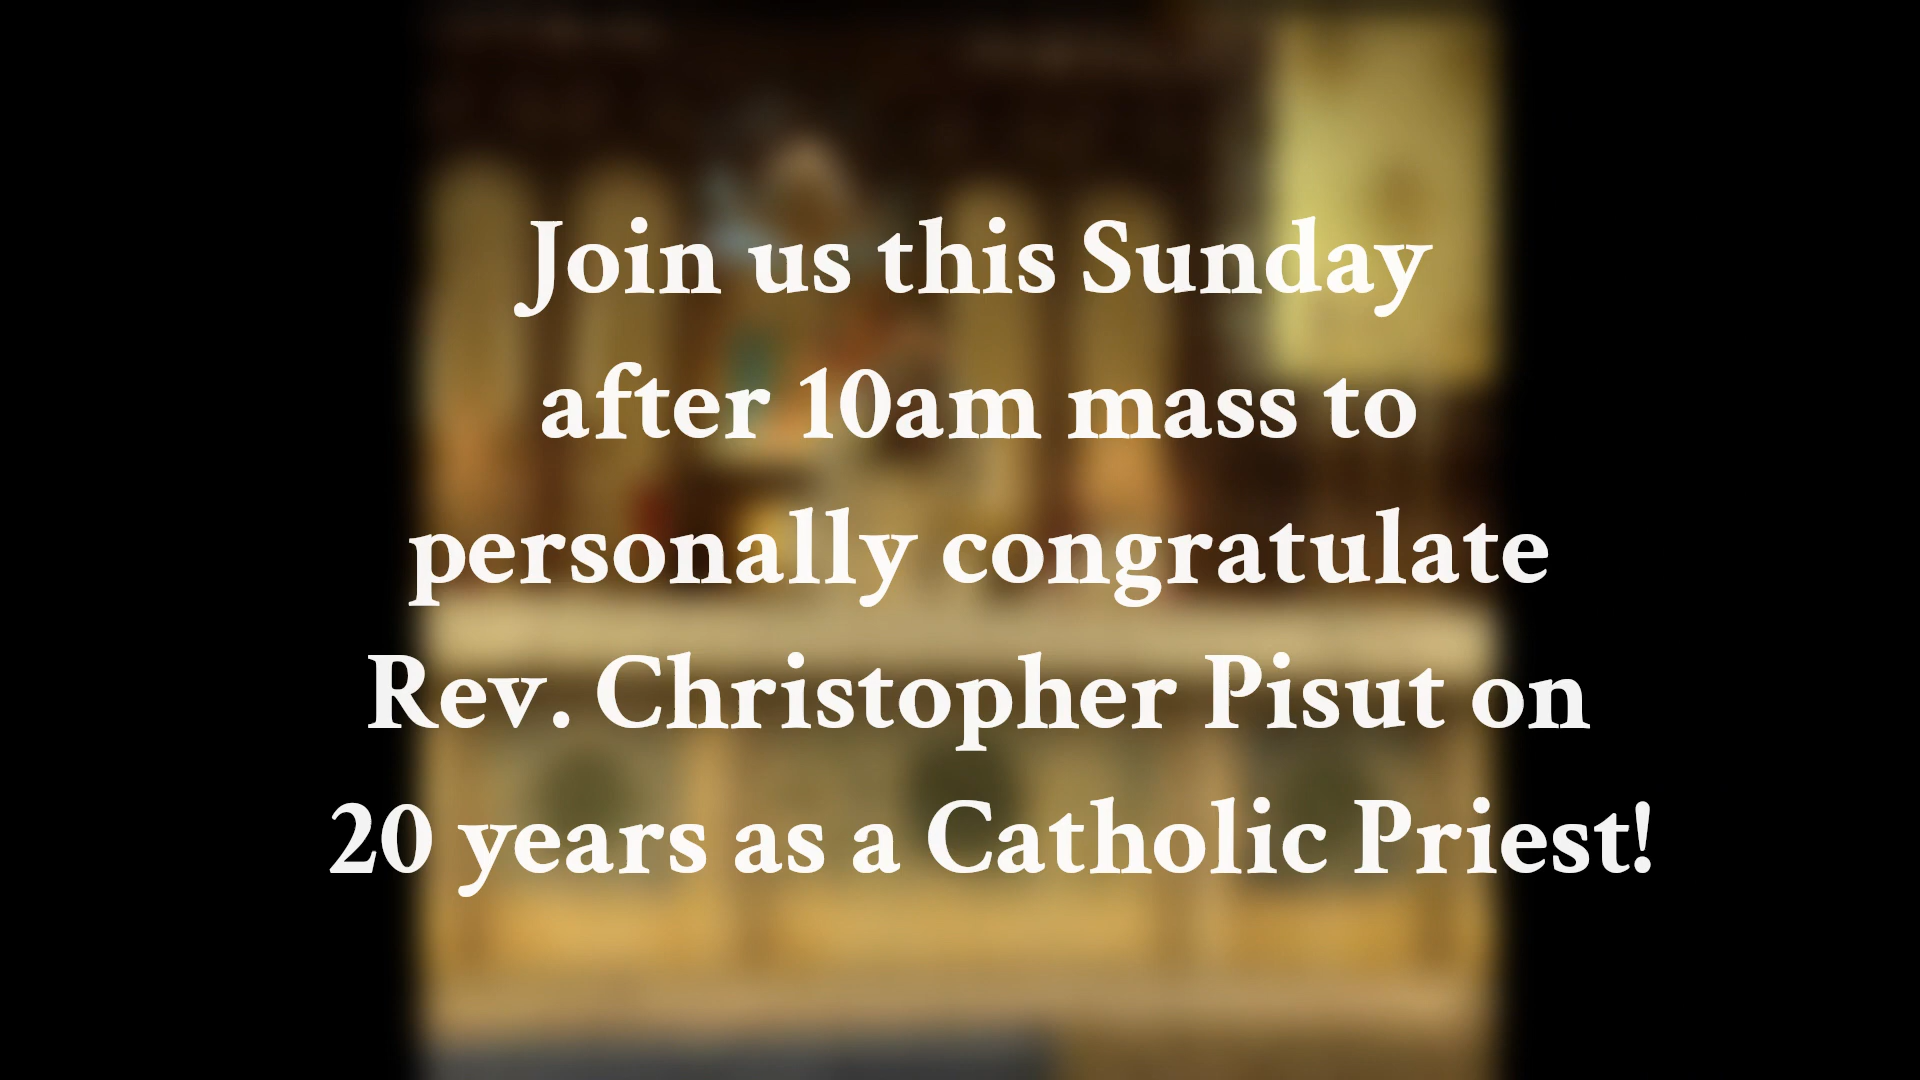 Join us this Sunday
after 10am mass to
personally congratulate
Rev. Christopher Pisut on
20 years as a Catholic Priest!